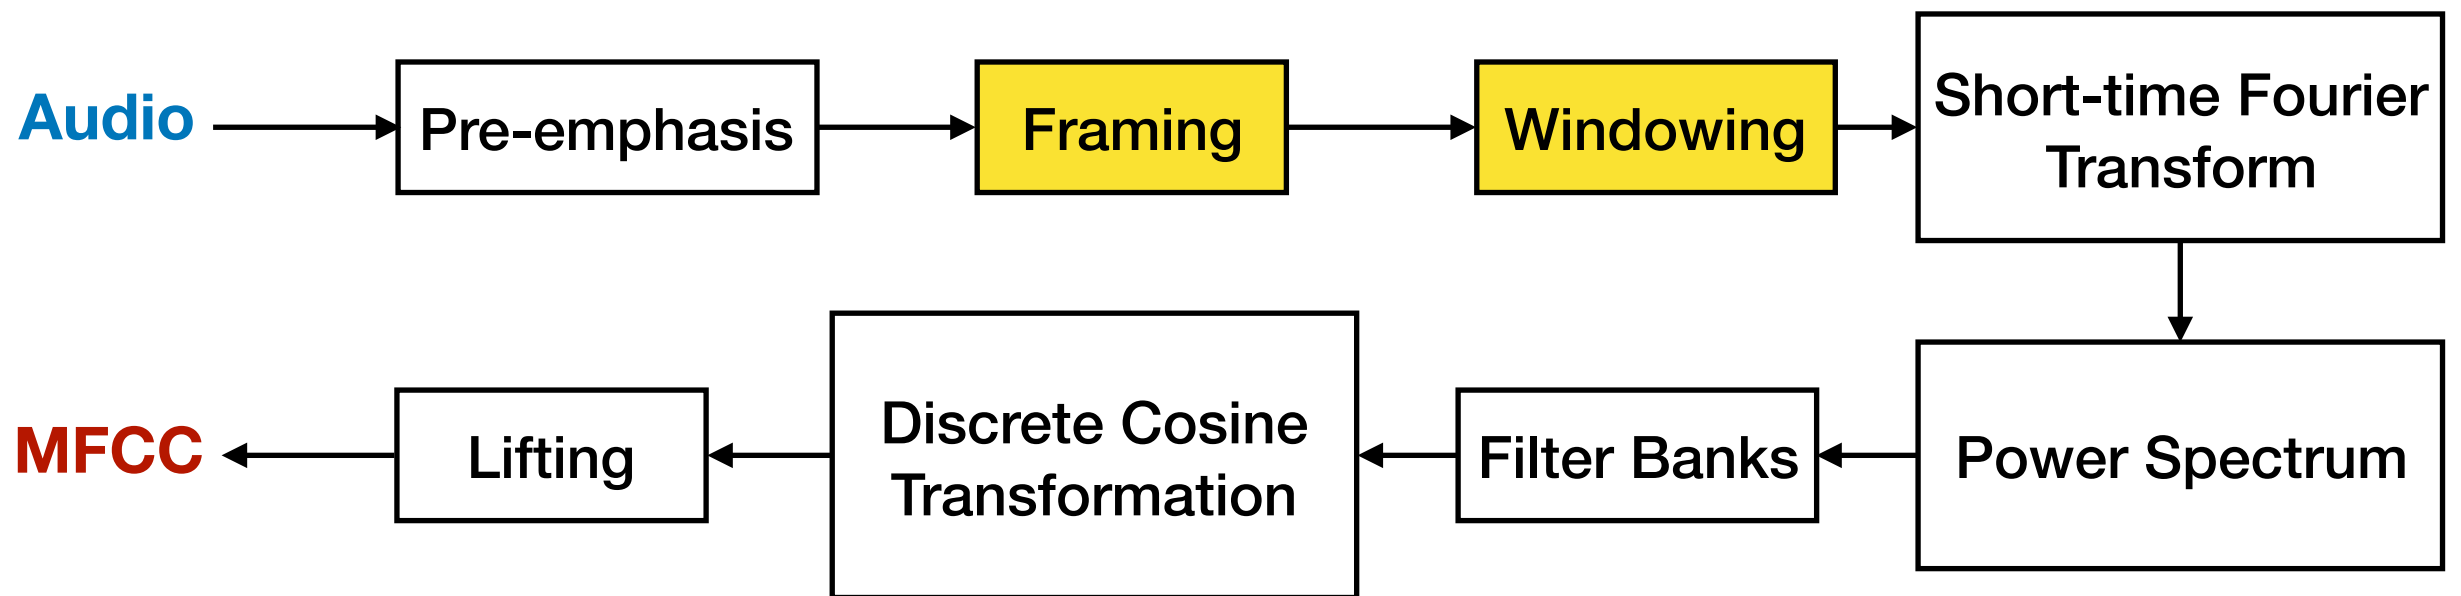 Audio
Pre-emphasis
Framing
Windowing
Short-time Fourier
Transform
Power Spectrum
Filter Banks
Discrete Cosine
Transformation
Lifting
MFCC